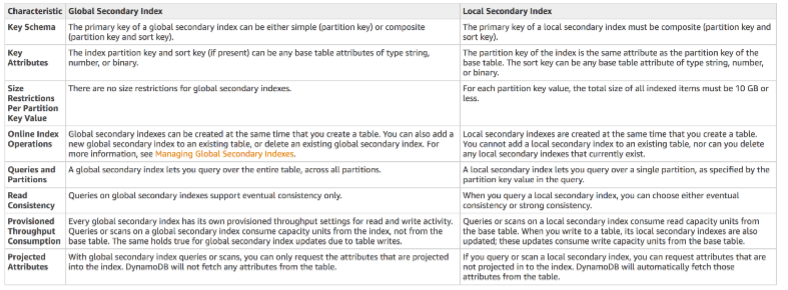 Characteristic Global Secondary Index Local Secondary Index
Key Schema The primary key of a global secondary index can be either simple (partition key) or composite The primary key of a local secondary index must be composite (partition key and
(partition key and sort key). sort key).
Key The index partition key and sort key (if present) can be any base table attributes of type string, The partition key of the index is the same attribute as the partition key of the
Attributes number, or binary. base table. The sort key can be any base table attribute of type string, number,
or binary.
Size There are no size restrictions for global secondary indexes. For each partition key value, the total size of all indexed items must be 10 GB or
Restrictions less.
Per Partition
Key Value
Online Index Global secondary indexes can be created at the same time that you create a table. You can also add a Local secondary indexes are created at the same time that you create a table.
Operations new global secondary index to an existing table, or delete an existing global secondary index. For You cannot add a local secondary index to an existing table, nor can you delete
more information, see Managing Global Secondary Indexes. any local secondary indexes that currently exist.
Queries and A global secondary index lets you query over the entire table, across all partitions. A local secondary index lets you query over a single partition, as specified by the
Partitions partition key value in the query.
Read Queries on global secondary indexes support eventual consistency only. When you query a local secondary index, you can choose either eventual
Consistency consistency or strong consistency.
Provisioned Every global secondary index has its own provisioned throughput settings for read and write activity. Queries or scans on a local secondary index consume read capacity units from
Throughput Queries or scans on a global secondary index consume capacity units from the index, not from the the base table. When you write to a table, its local secondary indexes are also
Consumption base table. The same holds true for global secondary index updates due to table writes. updated; these updates consume write capacity units from the base table.
Projected With global secondary index queries or scans, you can only request the attributes that are projected If you query or scan a local secondary index, you can request attributes that are
Attributes into the index. DynamoDB will not fetch any attributes from the table. not projected in to the index. DynamoDB will automatically fetch those
attributes from the table.